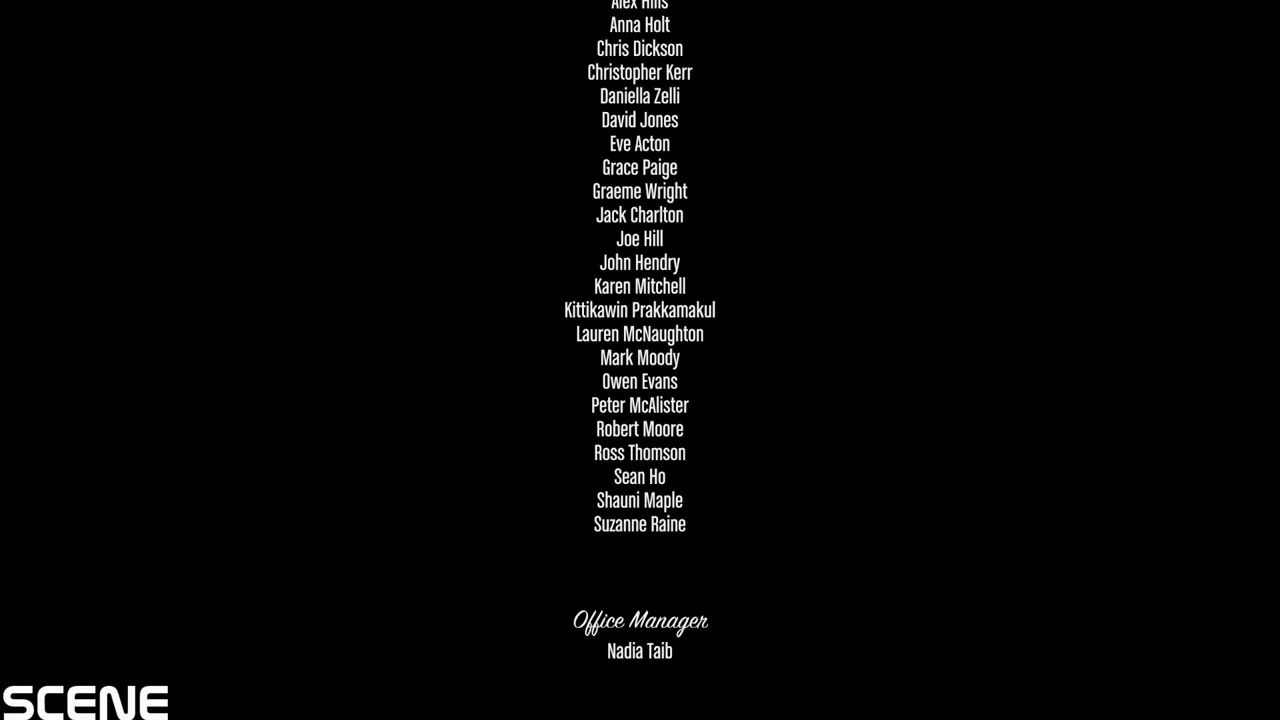 Alex Hills
Anna Holt
Chris Dickson
Christopher Kerr
Daniella Zelli
David Jones
Eve Acton
Grace Paige
Graeme Wright
Jack Charlton
Joe Hill
John Hendry
Karen Mitchell
Kittikawin Prakkamakul
Lauren McNaughton
Mark Moody
Owen Evans
Peter McAlister
Robert Moore
Ross Thomson
Sean Ho
Shauni Maple
Suzanne Raine
Office Manager
Nadia Taib
SCENE